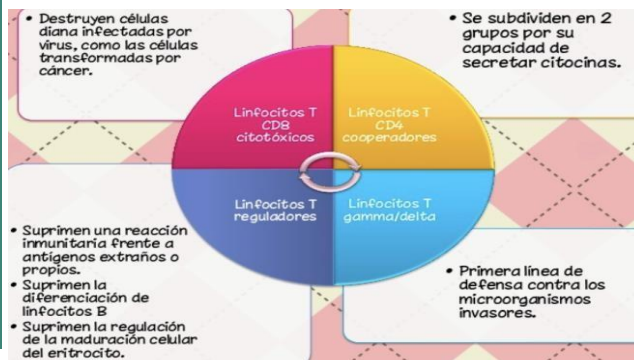 • Destruyen células
diana infectadas por
virus, como las células
transformadas por
cáncer.
• Se subdividen en 2
grupos por su
capacidad de
secretar citocinas.
Linfocitos T
CD8
citotóxicos
Linfocitos T
CD4
cooperadores
Linfocitos T
reguladores
Linfocitos T
gamma/delta
• Suprimen una reacción
inmunitaria frente a
antígenos extraños o
propios.
• Suprimen la
diferenciación de
linfocitos B
• Suprimen la regulación
de la maduración celular
del eritrocito.
• Primera línea de
defensa contra los
microorganismos
invasores.